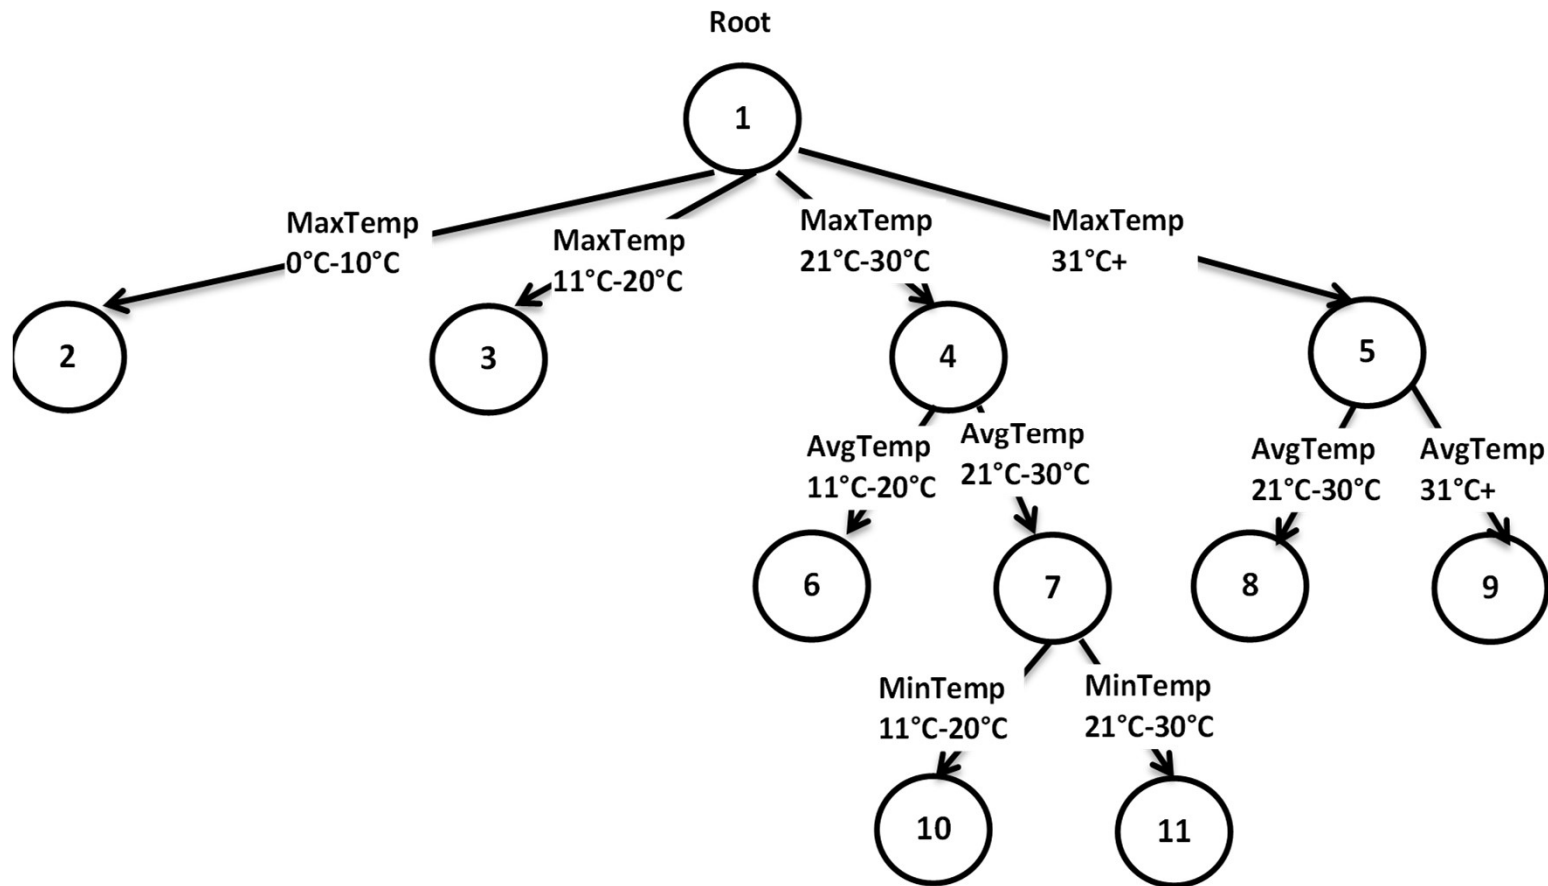 Root
1
MaxTemp
0°C-10°C
MaxTemp
11°C-20°C
MaxTemp
21°C-30°C
MaxTemp
31°C+
2
3
4
5
AvgTemp
11°C-20°C
AvgTemp
21°C-30°C
AvgTemp
21°C-30°C
AvgTemp
31°C+
6
7
8
9
MinTemp
11°C-20°C
MinTemp
21°C-30°C
10
11